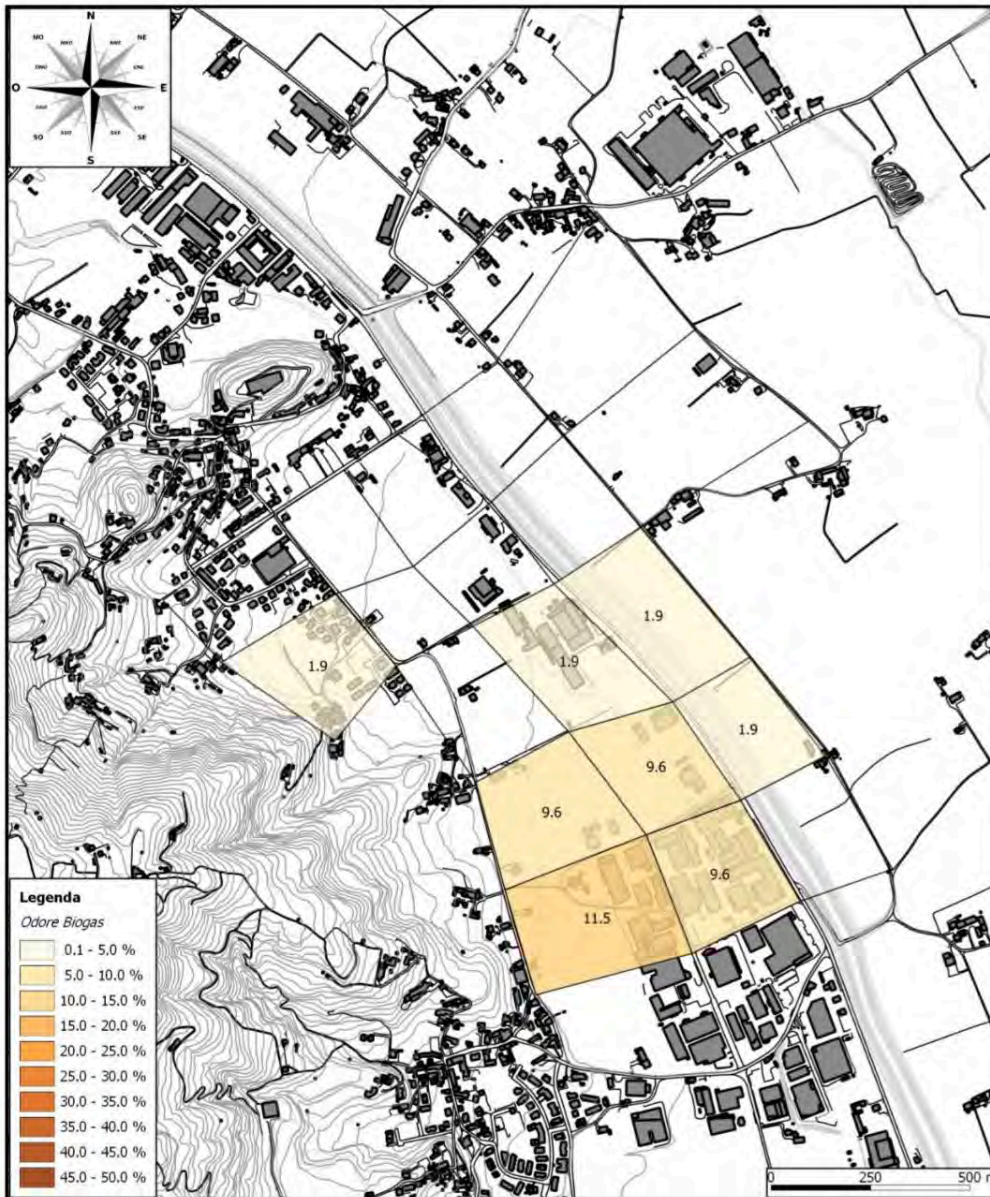 N
NO
NE
O
E
SO
SE
S
1.9
1.9
1.9
1.9
9.6
9.6
9.6
11.5
Legenda
Odore Biogas
0.1 - 5.0 %
5.0 - 10.0 %
10.0 - 15.0 %
15.0 - 20.0 %
20.0 - 25.0 %
25.0 - 30.0 %
30.0 - 35.0 %
35.0 - 40.0 %
40.0 - 45.0 %
45.0 - 50.0 %
0 250 500 m